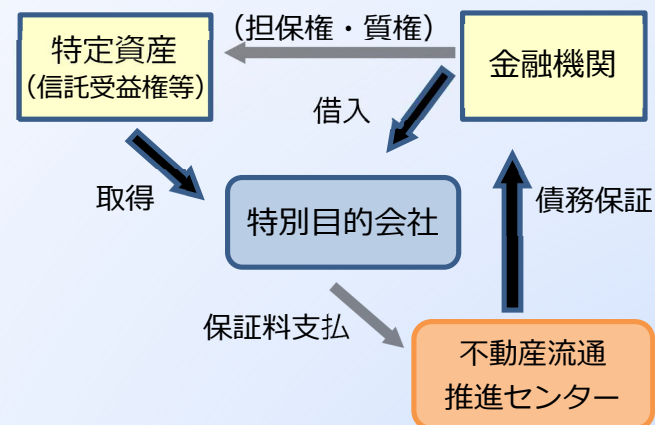 （担保権・質権）
特定資産
（信託受益権等）
金融機関
借入
取得
特別目的会社
債務保証
保証料支払
不動産流通
推進センター